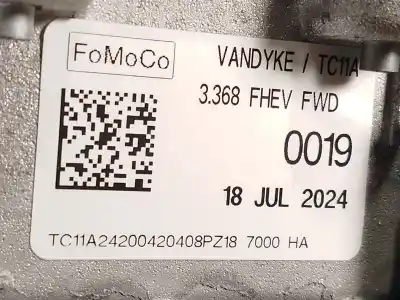 FoMoCo
VANDYKE / TC11A
3.368 FHEV FWD
0019
18 JUL 2024
TC11A24200420408PZ18 7000 HA